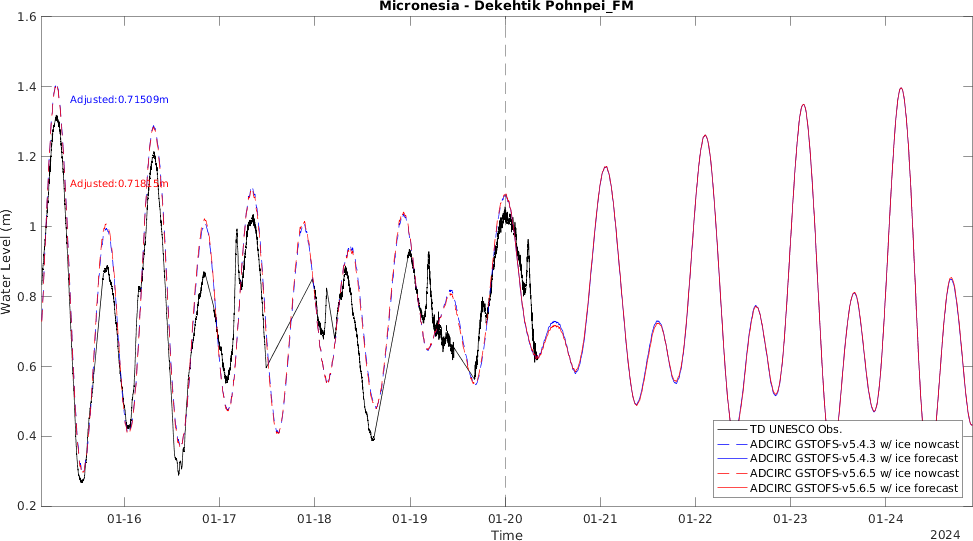 Micronesia - Dekehtik Pohnpei_FM
1.6
1.4
1.2
1
0.8
0.6
0.4
0.2
Water Level (m)
Adjusted:0.71509m
Adjusted:0.71815m
01-16
01-17
01-18
01-19
01-20
01-21
01-22
01-23
01-24
Time
2024
TD UNESCO Obs.
ADCIRC GSTOFS-v5.4.3 w/ ice nowcast
ADCIRC GSTOFS-v5.4.3 w/ ice forecast
ADCIRC GSTOFS-v5.6.5 w/ ice nowcast
ADCIRC GSTOFS-v5.6.5 w/ ice forecast